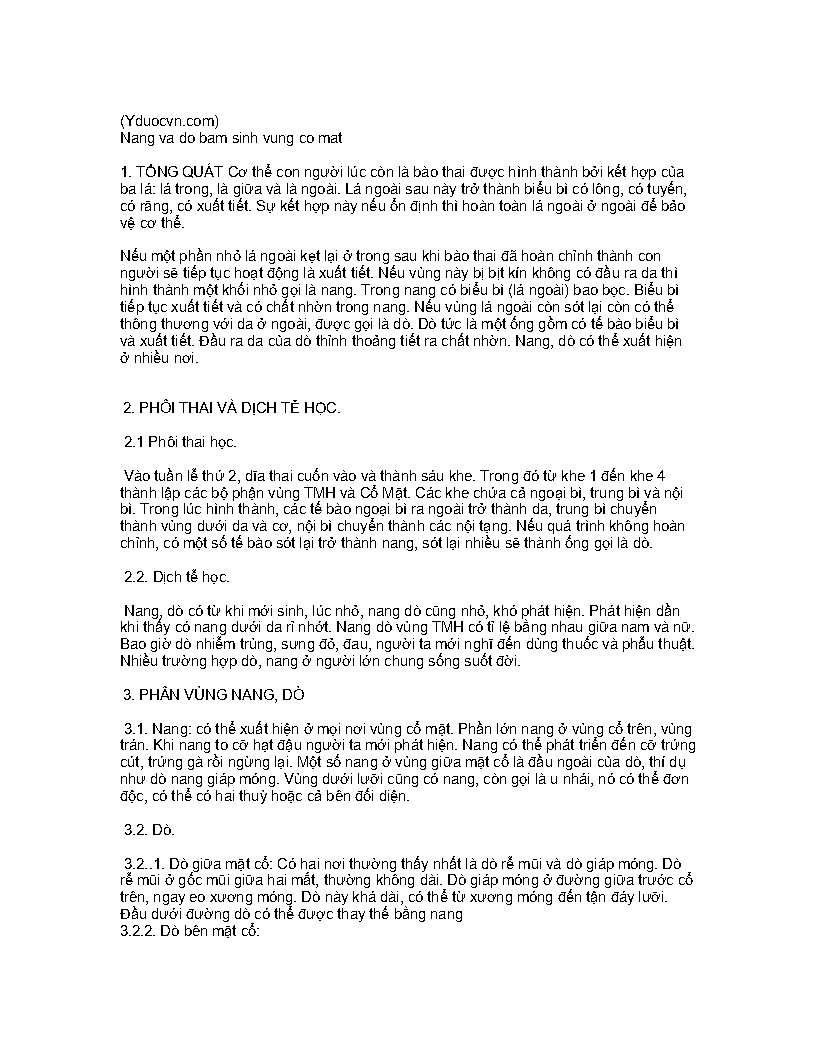 (Yduocvn.com)
Nang va do bam sinh vung co mat
1. TỔNG QUÁT Cơ thể con người lúc còn là bào thai được hình thành bởi kết hợp của
ba lá: lá trong, là giữa và là ngoài. Lá ngoài sau này trở thành biểu bì có lông, có tuyến,
có răng, có xuất tiết. Sự kết hợp này nếu ổn định thì hoàn toàn lá ngoài ở ngoài để bảo
vệ cơ thể.
Nếu một phần nhỏ lá ngoài kẹt lại ở trong sau khi bào thai đã hoàn chỉnh thành con
người sẽ tiếp tục hoạt động là xuất tiết. Nếu vùng này bị bịt kín không có đầu ra da thì
hình thành một khối nhỏ gọi là nang. Trong nang có biểu bì (lá ngoài) bao bọc. Biểu bì
tiếp tục xuất tiết và có chất nhờn trong nang. Nếu vùng lá ngoài còn sót lại còn có thể
thông thương với da ở ngoài, được gọi là dò. Dò tức là một ống gồm có tế bào biểu bì
và xuất tiết. Đầu ra da của dò thỉnh thoảng tiết ra chất nhờn. Nang, dò có thể xuất hiện
ở nhiều nơi.
2. PHÔI THAI VÀ DỊCH TỄ HỌC.
2.1 Phôi thai học.
Vào tuần lễ thứ 2, dĩa thai cuốn vào và thành sáu khe. Trong đó từ khe 1 đến khe 4
thành lập các bộ phận vùng TMH và Cổ Mặt. Các khe chứa cả ngoại bì, trung bì và nội
bì. Trong lúc hình thành, các tế bào ngoại bì ra ngoài trở thành da, trung bì chuyển
thành vùng dưới da và cơ, nội bì chuyển thành các nội tạng. Nếu quá trình không hoàn
chỉnh, có một số tế bào sót lại trở thành nang, sót lại nhiều sẽ thành ống gọi là dò.
2.2. Dịch tễ học.
Nang, dò có từ khi mới sinh, lúc nhỏ, nang dò cũng nhỏ, khó phát hiện. Phát hiện dần
khi thấy có nang dưới da rỉ nhớt. Nang dò vùng TMH có tỉ lệ bằng nhau giữa nam và nữ.
Bao giờ dò nhiễm trùng, sưng đỏ, đau, người ta mới nghĩ đến dùng thuốc và phẫu thuật.
Nhiều trường hợp dò, nang ở người lớn chung sống suốt đời.
3. PHÂN VÙNG NANG, DÒ
3.1. Nang: có thể xuất hiện ở mọi nơi vùng cổ mặt. Phần lớn nang ở vùng cổ trên, vùng
trán. Khi nang to cỡ hạt đậu người ta mới phát hiện. Nang có thể phát triển đến cỡ trứng
cút, trứng gà rồi ngừng lại. Một số nang ở vùng giữa mặt cổ là đầu ngoài của dò, thí dụ
như dò nang giáp móng. Vùng dưới lưỡi cũng có nang, còn gọi là u nhái, nó có thể đơn
độc, có thể có hai thuỳ hoặc cả bên đối diện.
3.2. Dò.
3.2..1. Dò giữa mặt cổ: Có hai nơi thường thấy nhất là dò rễ mũi và dò giáp móng. Dò
rễ mũi ở gốc mũi giữa hai mắt, thường không dài. Dò giáp móng ở đường giữa trước cổ
trên, ngay eo xương móng. Dò này khá dài, có thể từ xương móng đến tận đáy lưỡi.
Đầu dưới đường dò có thể được thay thế bằng nang
3.2.2. Dò bên mặt cổ: